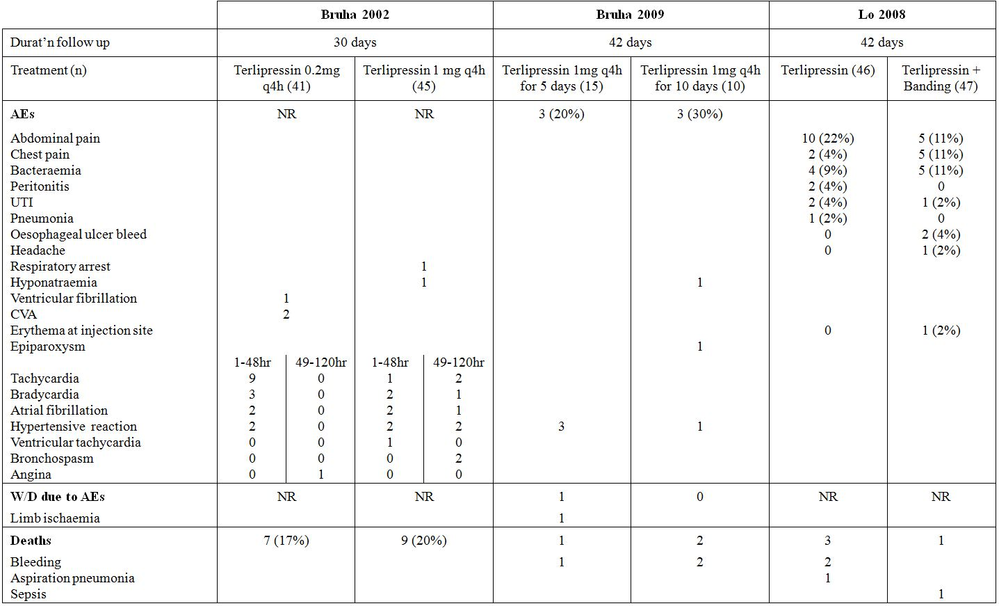 Bruha 2002 Bruha 2009 Lo 2008
Durat’n follow up 30 days 42 days 42 days
Treatment (n) Terlipressin 0.2mg q4h (41) Terlipressin 1 mg q4h (45) Terlipressin 1mg q4h for 5 days (15) Terlipressin 1mg q4h for 10 days (10) Terlipressin (46) Terlipressin + Banding (47)
AEs NR NR 3 (20%) 3 (30%)
Abdominal pain 10 (22%) 5 (11%)
Chest pain 2 (4%) 5 (11%)
Bacteraemia 4 (9%) 5 (11%)
Peritonitis 2 (4%) 0
UTI 2 (4%) 1 (2%)
Pneumonia 1 (2%) 0
Oesophageal ulcer bleed 0 2 (4%)
Headache 0 1 (2%)
Respiratory arrest 1
Hyponatraemia 1 1
Ventricular fibrillation 1
CVA 2
Erythema at injection site 0 1 (2%)
Epiparoxysm 1
1-48hr 49-120hr 1-48hr 49-120hr
Tachycardia 9 0 1 2
Bradycardia 3 0 2 1
Atrial fibrillation 2 0 2 1
Hypertensive reaction 2 0 2 2 3 1
Ventricular tachycardia 0 0 1 0
Bronchospasm 0 0 0 2
Angina 0 1 0 0
W/D due to AEs NR NR 1 0 NR NR
Limb ischaemia 1
Deaths 7 (17%) 9 (20%) 1 2 3 1
Bleeding 1 2 2
Aspiration pneumonia 1
Sepsis 1